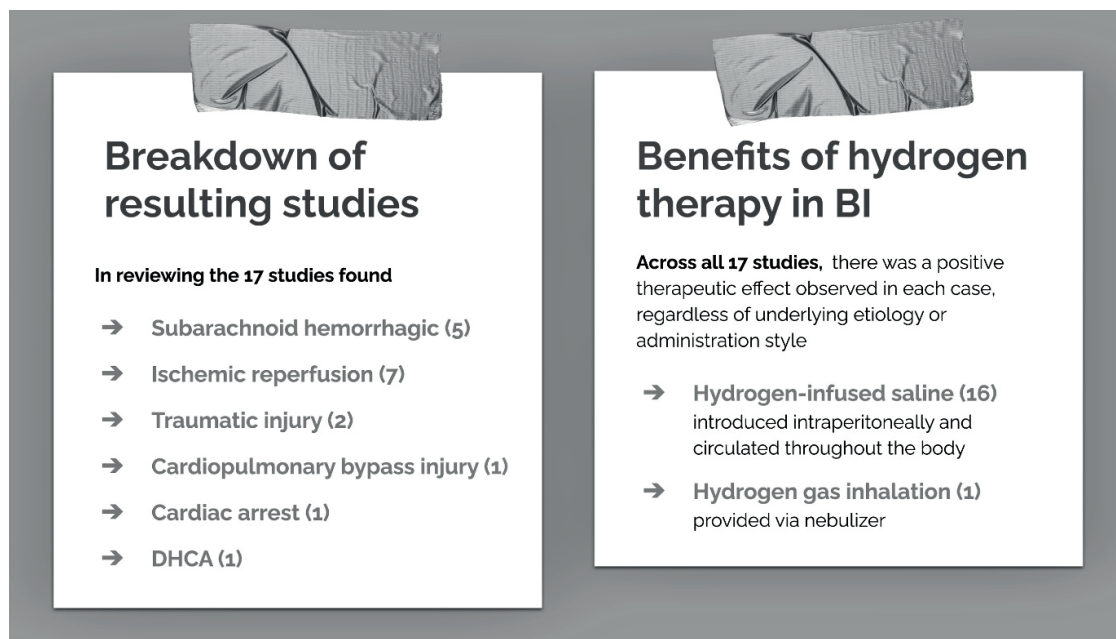 Breakdown of
resulting studies
In reviewing the 17 studies found
➔ Subarachnoid hemorrhagic (5)
➔ Ischemic reperfusion (7)
➔ Traumatic injury (2)
➔ Cardiopulmonary bypass injury (1)
➔ Cardiac arrest (1)
➔ DHCA (1)
Benefits of hydrogen
therapy in BI
Across all 17 studies, there was a positive
therapeutic effect observed in each case,
regardless of underlying etiology or
administration style
➔ Hydrogen-infused saline (16)
introduced intraperitoneally and
circulated throughout the body
➔ Hydrogen gas inhalation (1)
provided via nebulizer